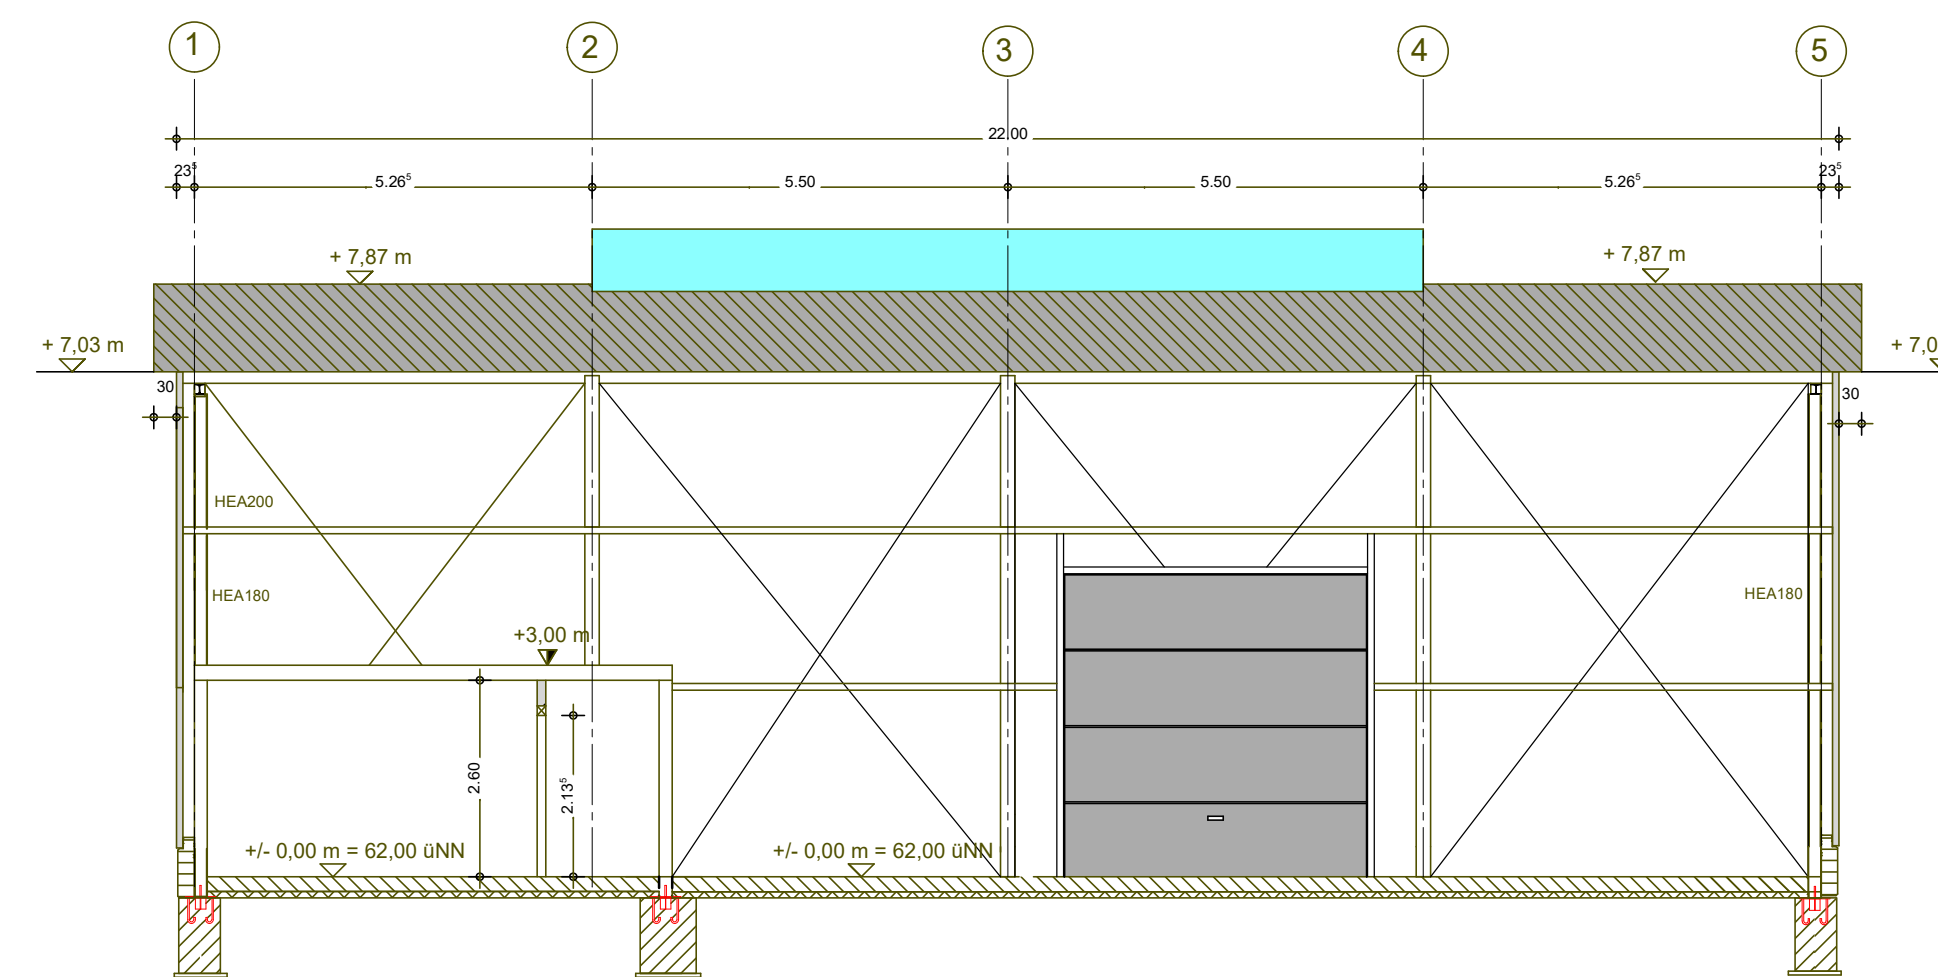 1 2 3 4 5
22.00
23⁵ 5.26⁵ 5.50 5.50 5.26⁵ 23⁵
+ 7,87 m + 7,87 m
+ 7,03 m + 7,0
30 30
HEA200
HEA180 HEA180
+3,00 m
2.60
2.13⁵
+/- 0,00 m = 62,00 üNN +/- 0,00 m = 62,00 üNN